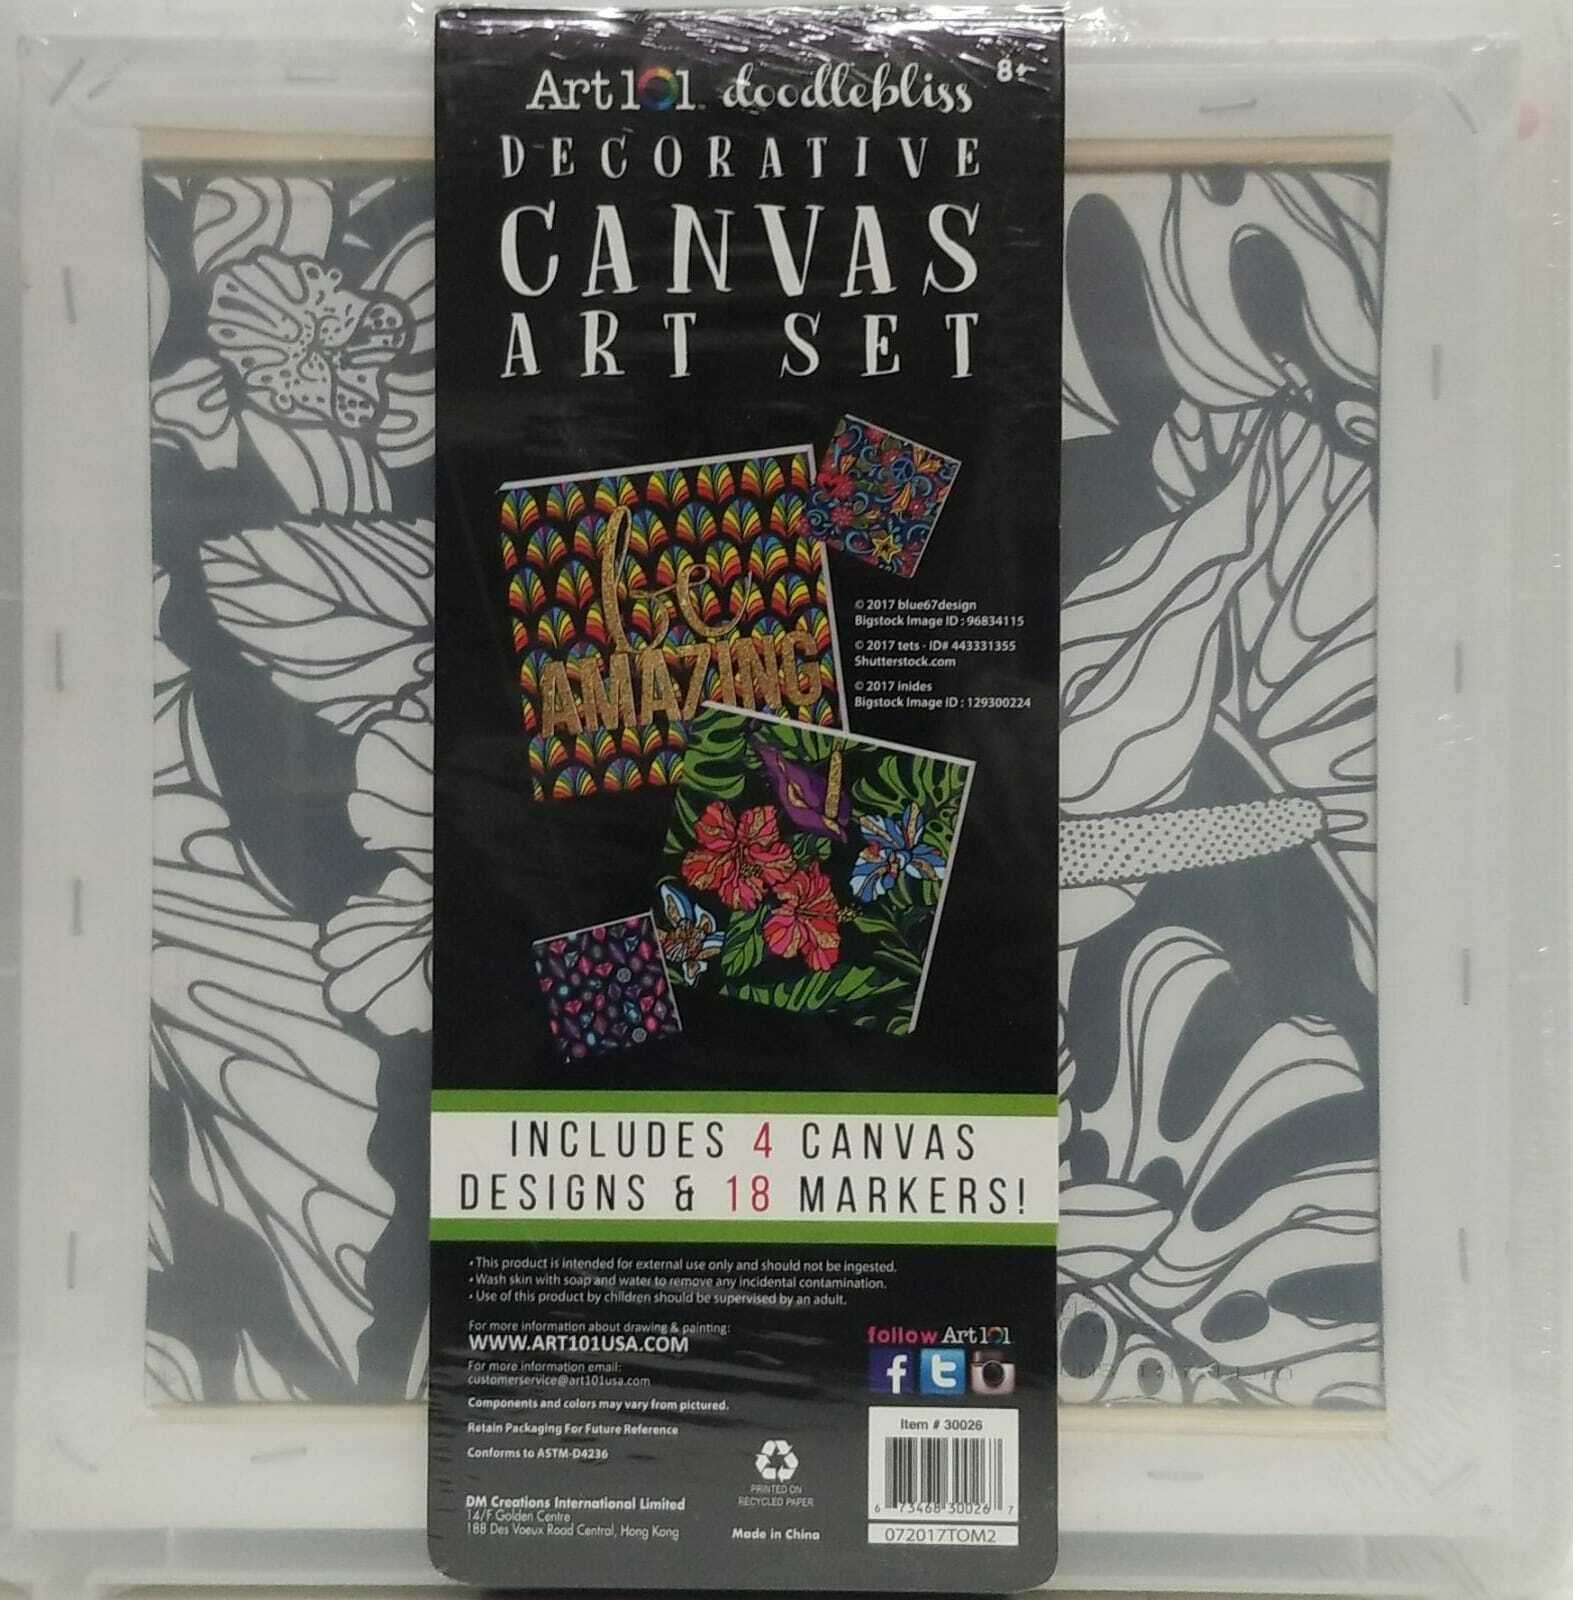 Art101 doodlebliss 8+
DECORATIVE
CANVAS
ART SET
be
AMAZING
© 2017 blue67design
Bigstock Image ID : 96834115
© 2017 tets - ID# 443331355
Shutterstock.com
© 2017 inides
Bigstock Image ID : 129300224
INCLUDES 4 CANVAS
DESIGNS & 18 MARKERS!
• This product is intended for external use only and should not be ingested.
• Wash skin with soap and water to remove any incidental contamination.
• Use of this product by children should be supervised by an adult.
For more information about drawing & painting:
WWW.ART101USA.COM
For more information email:
customerservice@art101usa.com
Components and colors may vary from pictured.
Retain Packaging For Future Reference
Conforms to ASTM-D4236
DM Creations International Limited
14/F Golden Centre
188 Des Voeux Road Central, Hong Kong
PRINTED ON
RECYCLED PAPER
Made in China
follow Art101
f t
Item # 30026
6 73468 30026 7
072017TOM2